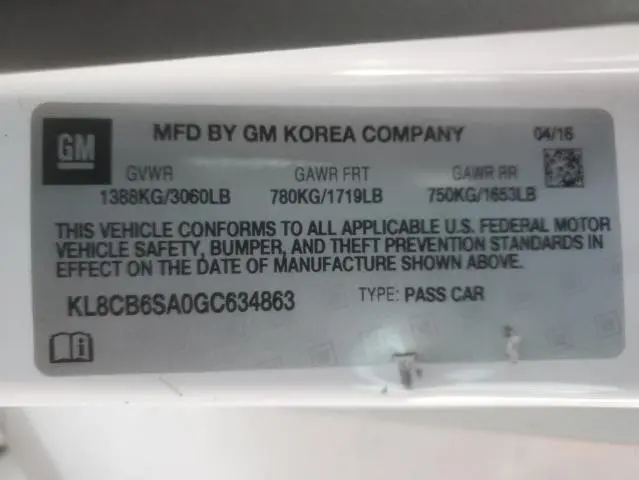 GM
MFD BY GM KOREA COMPANY 04/16
GVWR GAWR FRT GAWR RR
1388KG/3060LB 780KG/1719LB 750KG/1653LB
THIS VEHICLE CONFORMS TO ALL APPLICABLE U.S. FEDERAL MOTOR
VEHICLE SAFETY, BUMPER, AND THEFT PREVENTION STANDARDS IN
EFFECT ON THE DATE OF MANUFACTURE SHOWN ABOVE.
KL8CB6SA0GC634863 TYPE: PASS CAR